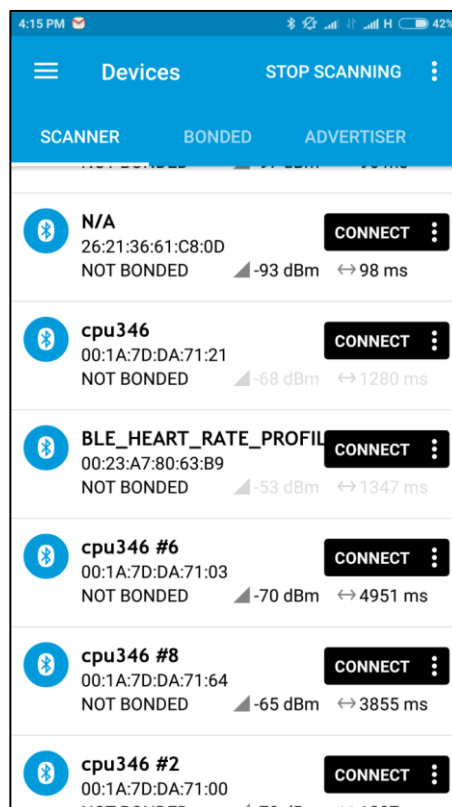 4:15 PM H 42%
Devices STOP SCANNING
SCANNER BONDED ADVERTISER
N/A
CONNECT
26:21:36:61:C8:0D
NOT BONDED -93 dBm 98 ms
cpu346
CONNECT
00:1A:7D:DA:71:21
NOT BONDED -68 dBm 1280 ms
BLE_HEART_RATE_PROFIL
CONNECT
00:23:A7:80:63:B9
NOT BONDED -53 dBm 1347 ms
cpu346 #6
CONNECT
00:1A:7D:DA:71:03
NOT BONDED -70 dBm 4951 ms
cpu346 #8
CONNECT
00:1A:7D:DA:71:64
NOT BONDED -65 dBm 3855 ms
cpu346 #2
CONNECT
00:1A:7D:DA:71:00